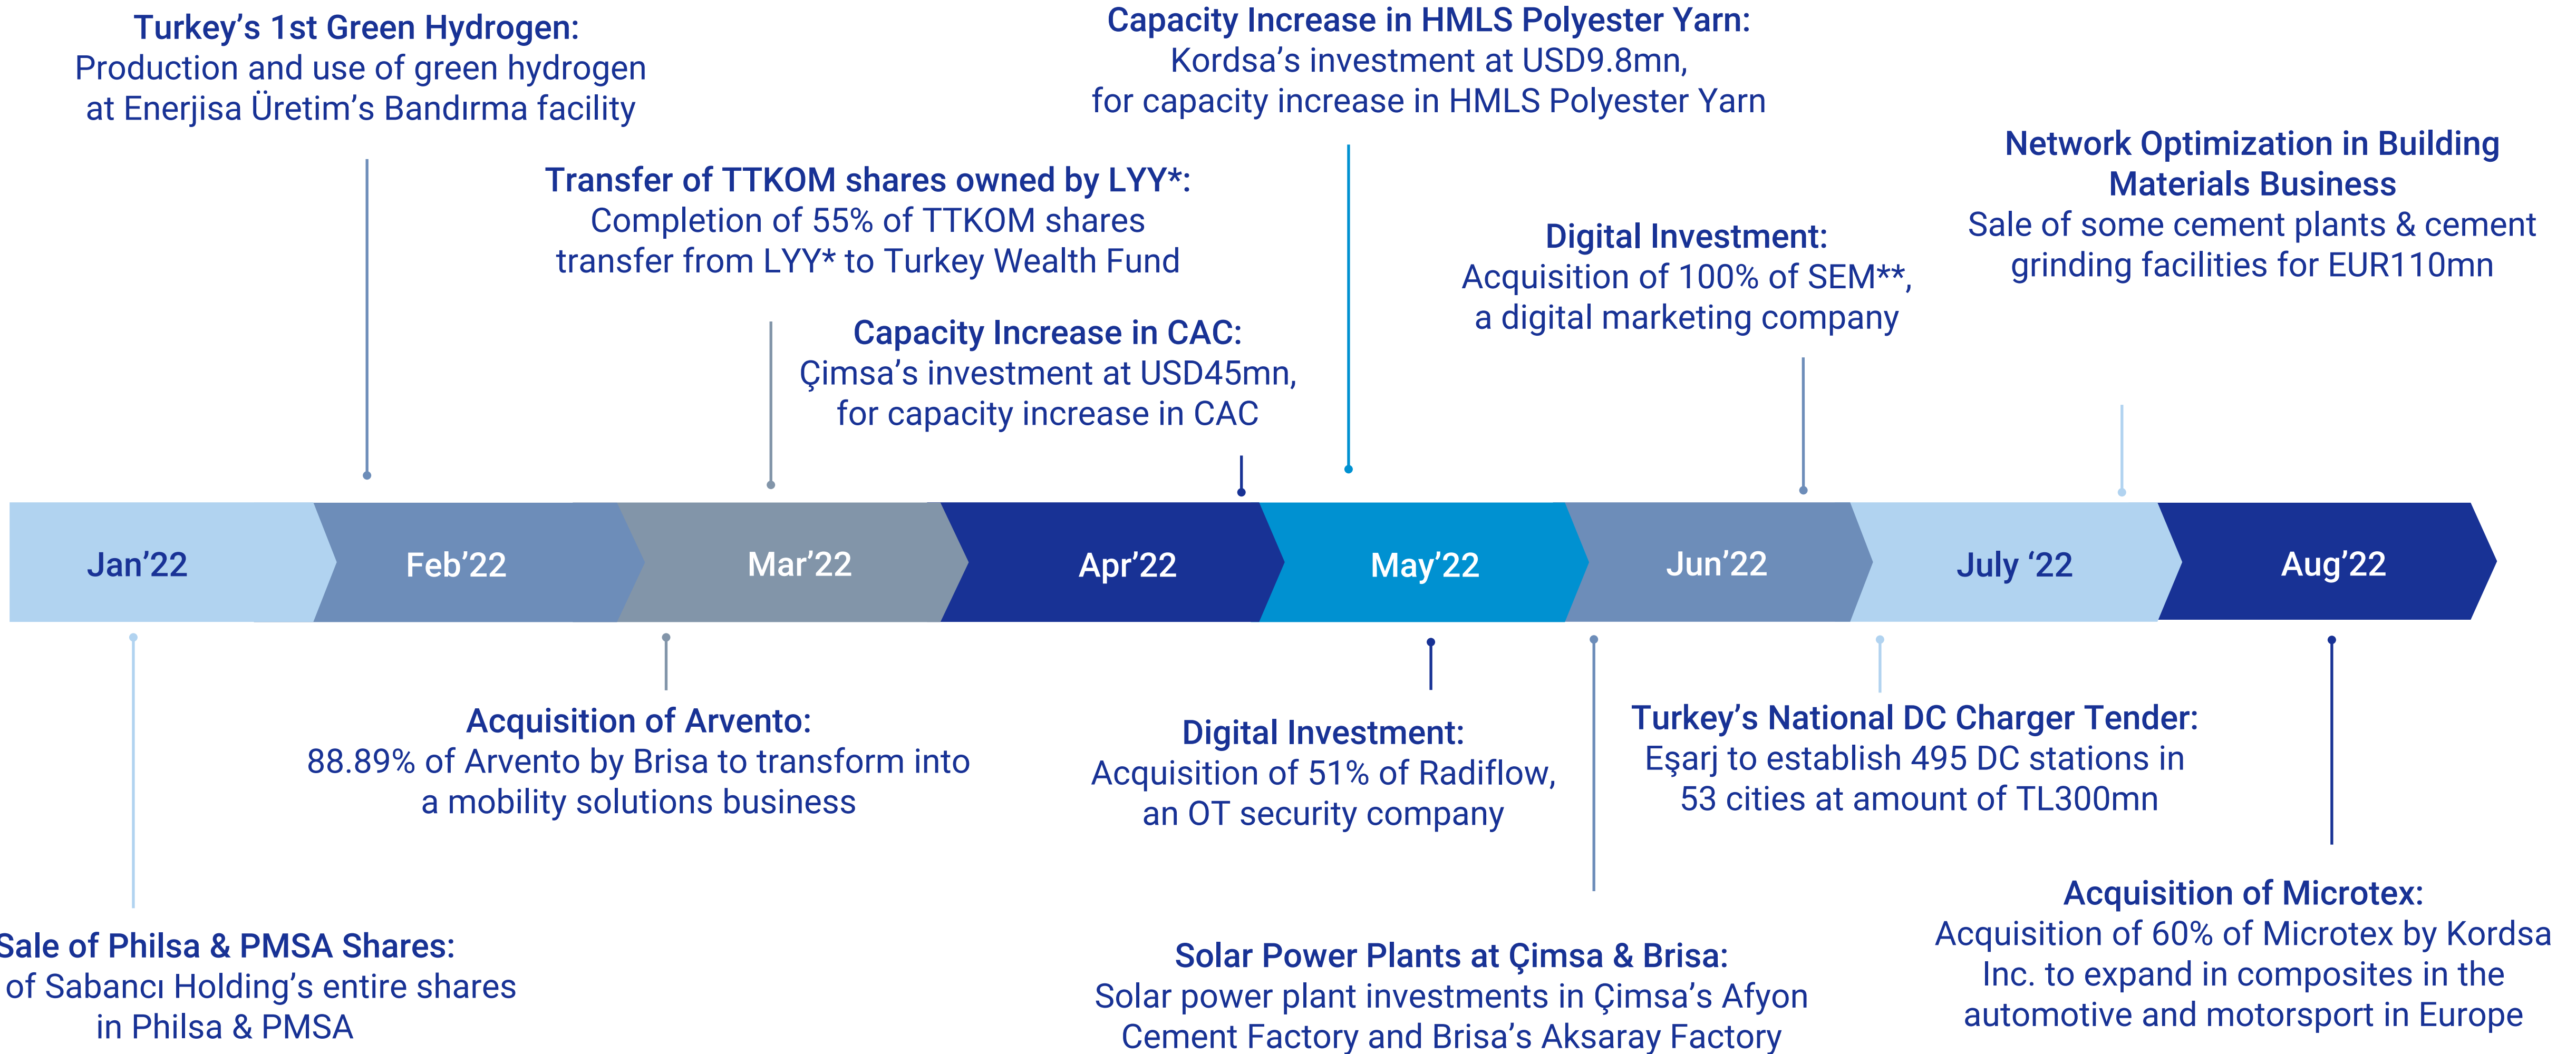 Turkey's 1st Green Hydrogen:
Production and use of green hydrogen
at Enerjisa Üretim's Bandırma facility
Capacity Increase in HMLS Polyester Yarn:
Kordsa's investment at USD9.8mn,
for capacity increase in HMLS Polyester Yarn
Transfer of TTKOM shares owned by LYY*:
Completion of 55% of TTKOM shares
transfer from LYY* to Turkey Wealth Fund
Capacity Increase in CAC:
Çimsa's investment at USD45mn,
for capacity increase in CAC
Digital Investment:
Acquisition of 100% of SEM**,
a digital marketing company
Network Optimization in Building
Materials Business
Sale of some cement plants & cement
grinding facilities for EUR110mn
Jan’22
Feb’22
Mar’22
Apr’22
May’22
Jun’22
July ‘22
Aug’22
Sale of Philsa & PMSA Shares:
of Sabancı Holding’s entire shares
in Philsa & PMSA
Acquisition of Arvento:
88.89% of Arvento by Brisa to transform into
a mobility solutions business
Digital Investment:
Acquisition of 51% of Radiflow,
an OT security company
Solar Power Plants at Çimsa & Brisa:
Solar power plant investments in Çimsa’s Afyon
Cement Factory and Brisa’s Aksaray Factory
Turkey’s National DC Charger Tender:
Eşarj to establish 495 DC stations in
53 cities at amount of TL300mn
Acquisition of Microtex:
Acquisition of 60% of Microtex by Kordsa
Inc. to expand in composites in the
automotive and motorsport in Europe